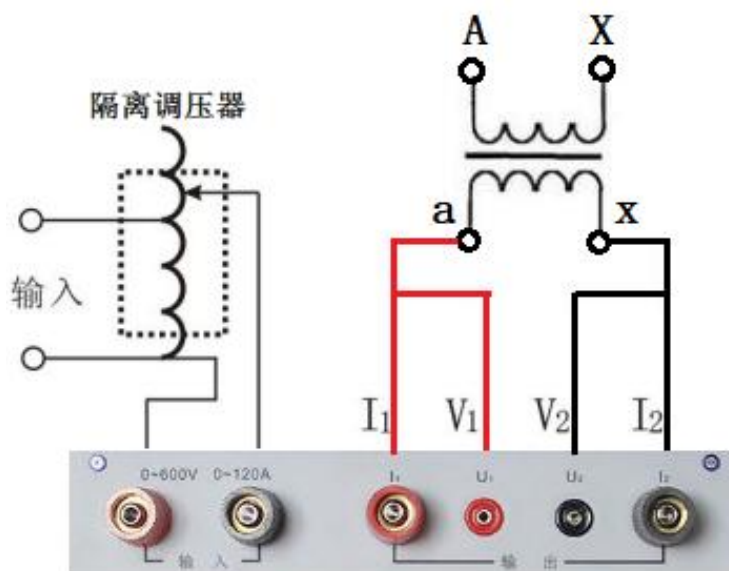 A X
隔离调压器
a x
输入
I₁ V₁ V₂ I₂
0~600V 0~120A I₁ U₁ U₂ I₂
输 入 输 出